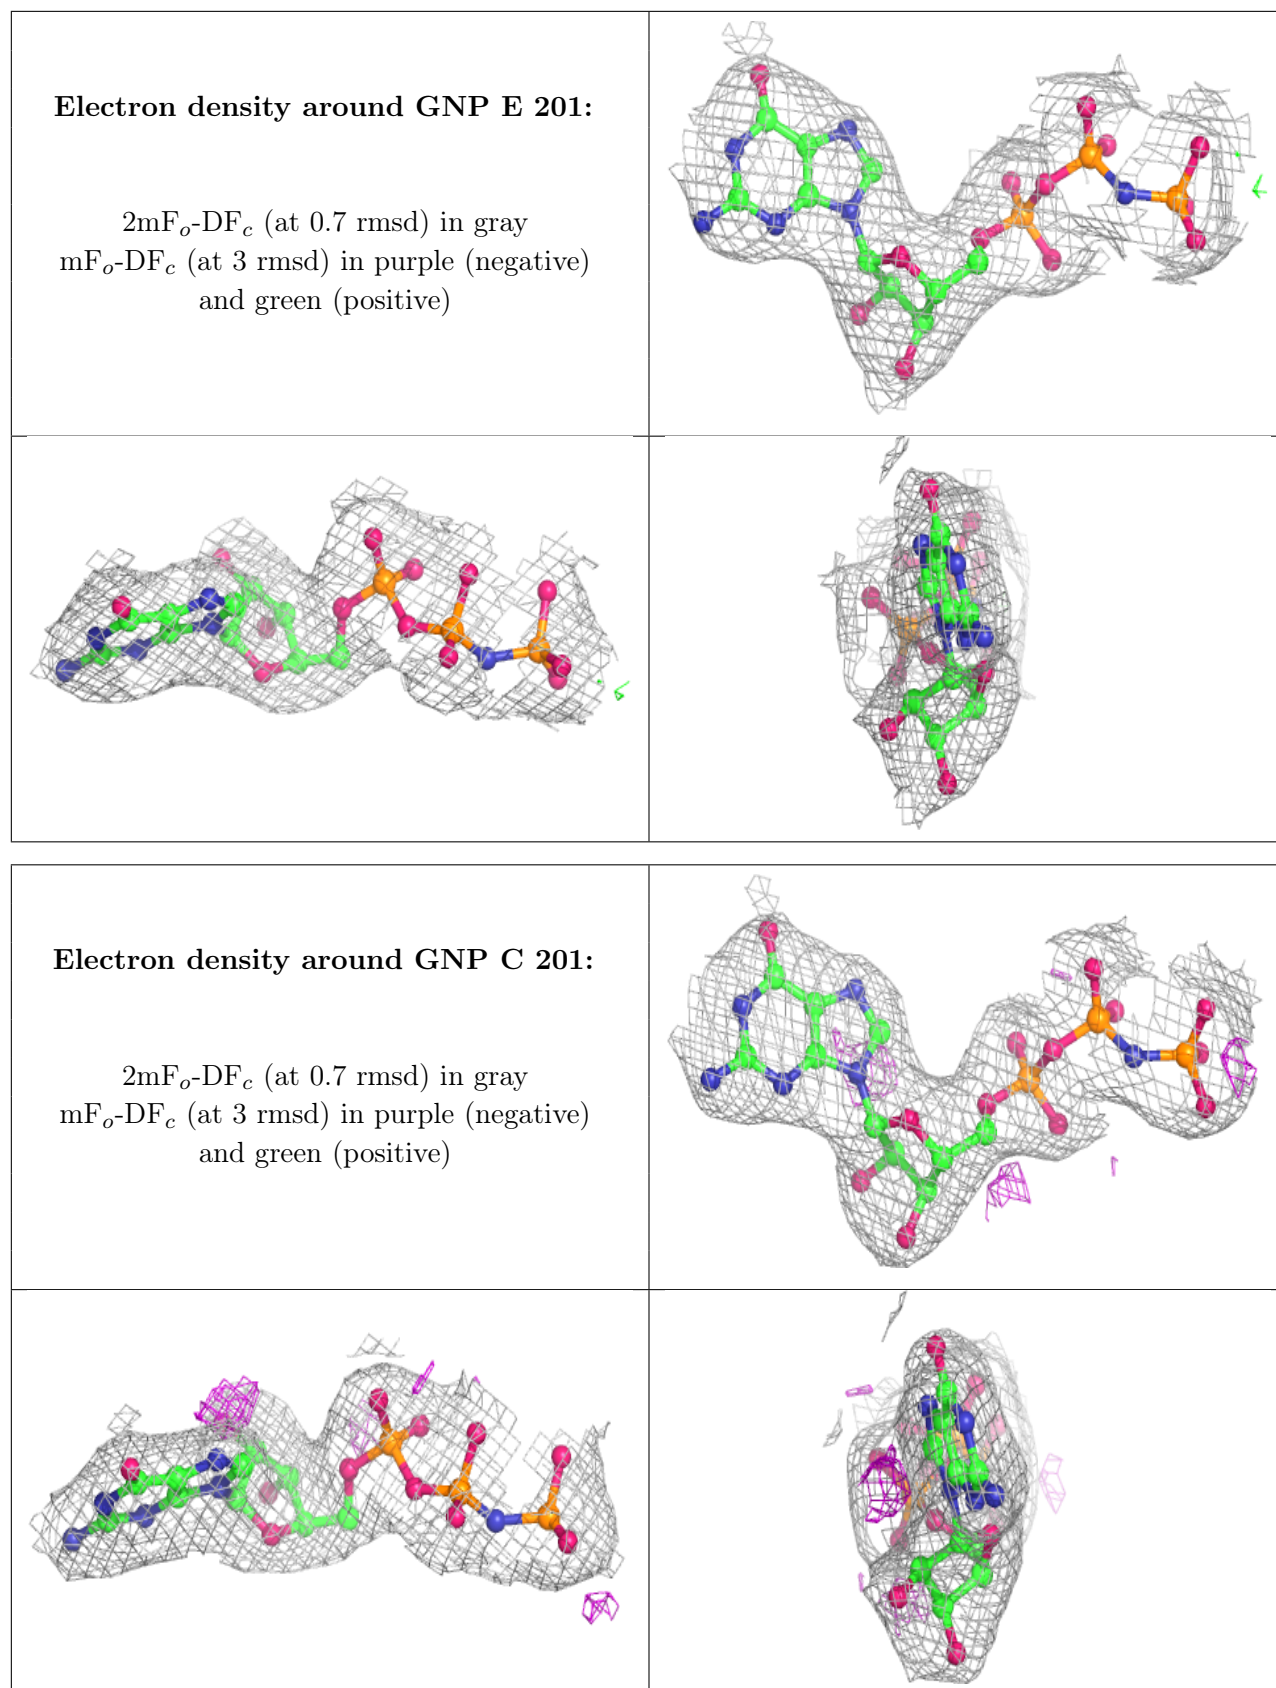 Electron density around GNP E 201:
2mFo-DFc (at 0.7 rmsd) in gray
mFo-DFc (at 3 rmsd) in purple (negative)
and green (positive)
Electron density around GNP C 201:
2mFo-DFc (at 0.7 rmsd) in gray
mFo-DFc (at 3 rmsd) in purple (negative)
and green (positive)